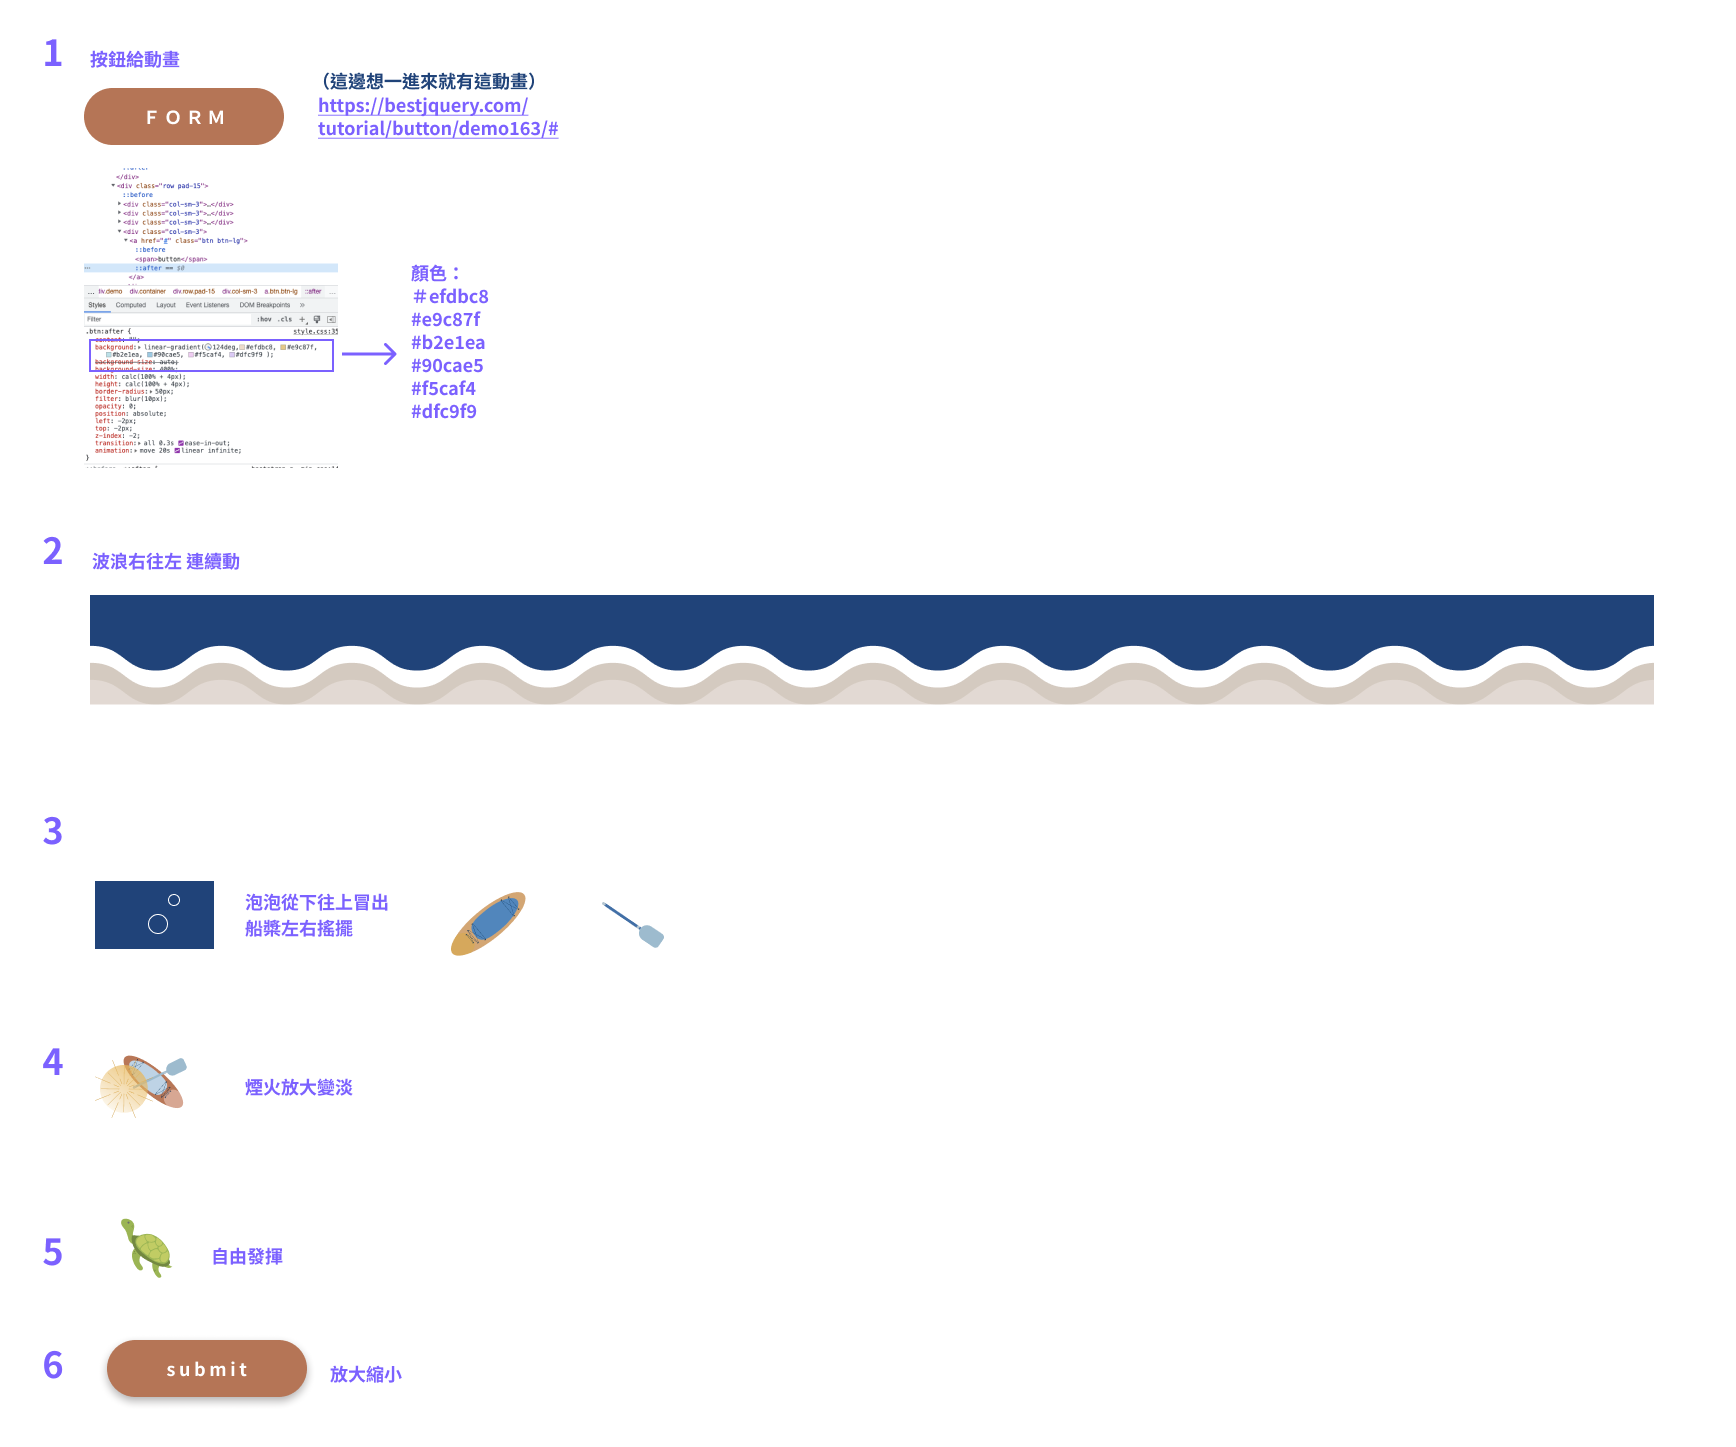 1
按鈕給動畫
FORM
（這邊想一進來就有這動畫）
https://bestjquery.com/
tutorial/button/demo163/#
</div>
<div class="row pad-15">
::before
<div class="col-sm-3">…</div>
<div class="col-sm-3">…</div>
<div class="col-sm-3">…</div>
<div class="col-sm-3">
<a href="#" class="btn btn-lg">
::before
<span>button</span>
::after == $0
</a>
… liv.demo div.container div.row.pad-15 div.col-sm-3 a.btn.btn-lg ::after …
Styles Computed Layout Event Listeners DOM Breakpoints »
Filter :hov .cls +
.btn:after { style.css:35
content: "";
background: linear-gradient(124deg, #efdbc8, #e9c87f,
#b2e1ea, #90cae5, #f5caf4, #dfc9f9 );
background-size: auto;
background-size: 400%;
width: calc(100% + 4px);
height: calc(100% + 4px);
border-radius: 50px;
filter: blur(10px);
opacity: 0;
position: absolute;
left: -2px;
top: -2px;
z-index: -2;
transition: all 0.3s ease-in-out;
animation: move 20s linear infinite;
}
顏色：
＃efdbc8
#e9c87f
#b2e1ea
#90cae5
#f5caf4
#dfc9f9
2
波浪右往左 連續動
3
泡泡從下往上冒出
船槳左右搖擺
4
煙火放大變淡
5
自由發揮
6
submit
放大縮小